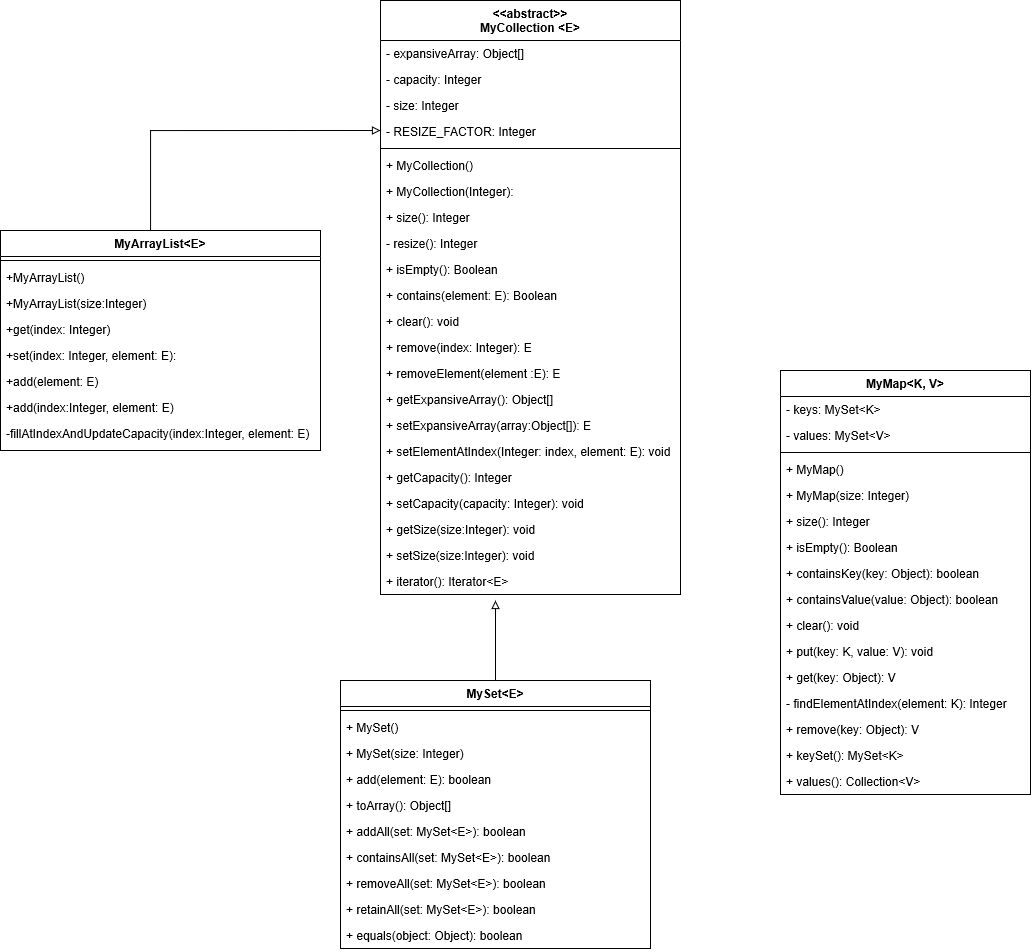 <<abstract>>
MyCollection <E>
- expansiveArray: Object[]
- capacity: Integer
- size: Integer
- RESIZE_FACTOR: Integer
+ MyCollection()
+ MyCollection(Integer):
+ size(): Integer
- resize(): Integer
+ isEmpty(): Boolean
+ contains(element: E): Boolean
+ clear(): void
+ remove(index: Integer): E
+ removeElement(element :E): E
+ getExpansiveArray(): Object[]
+ setExpansiveArray(array:Object[]): E
+ setElementAtIndex(Integer: index, element: E): void
+ getCapacity(): Integer
+ setCapacity(capacity: Integer): void
+ getSize(size:Integer): void
+ setSize(size:Integer): void
+ iterator(): Iterator<E>
MyArrayList<E>
+MyArrayList()
+MyArrayList(size:Integer)
+get(index: Integer)
+set(index: Integer, element: E):
+add(element: E)
+add(index:Integer, element: E)
-fillAtIndexAndUpdateCapacity(index:Integer, element: E)
MyMap<K, V>
- keys: MySet<K>
- values: MySet<V>
+ MyMap()
+ MyMap(size: Integer)
+ size(): Integer
+ isEmpty(): Boolean
+ containsKey(key: Object): boolean
+ containsValue(value: Object): boolean
+ clear(): void
+ put(key: K, value: V): void
+ get(key: Object): V
- findElementAtIndex(element: K): Integer
+ remove(key: Object): V
+ keySet(): MySet<K>
+ values(): Collection<V>
MySet<E>
+ MySet()
+ MySet(size: Integer)
+ add(element: E): boolean
+ toArray(): Object[]
+ addAll(set: MySet<E>): boolean
+ containsAll(set: MySet<E>): boolean
+ removeAll(set: MySet<E>): boolean
+ retainAll(set: MySet<E>): boolean
+ equals(object: Object): boolean